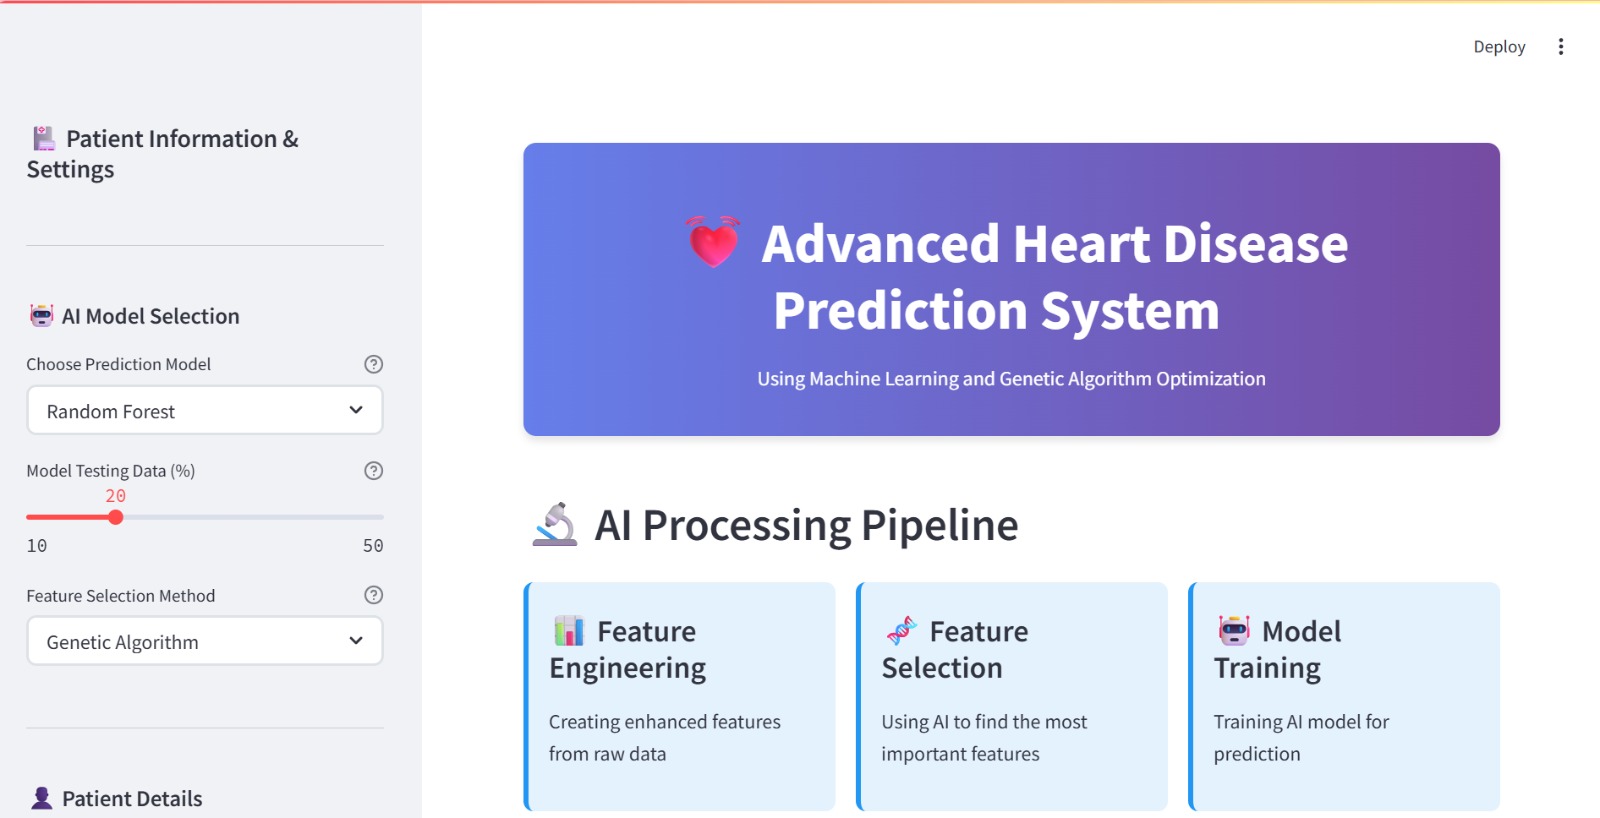 Deploy
Patient Information &
Settings
AI Model Selection
Choose Prediction Model
?
Random Forest
Model Testing Data (%)
?
20
10
50
Feature Selection Method
?
Genetic Algorithm
Patient Details
Advanced Heart Disease
Prediction System
Using Machine Learning and Genetic Algorithm Optimization
AI Processing Pipeline
Feature
Engineering
Creating enhanced features
from raw data
Feature
Selection
Using AI to find the most
important features
Model
Training
Training AI model for
prediction